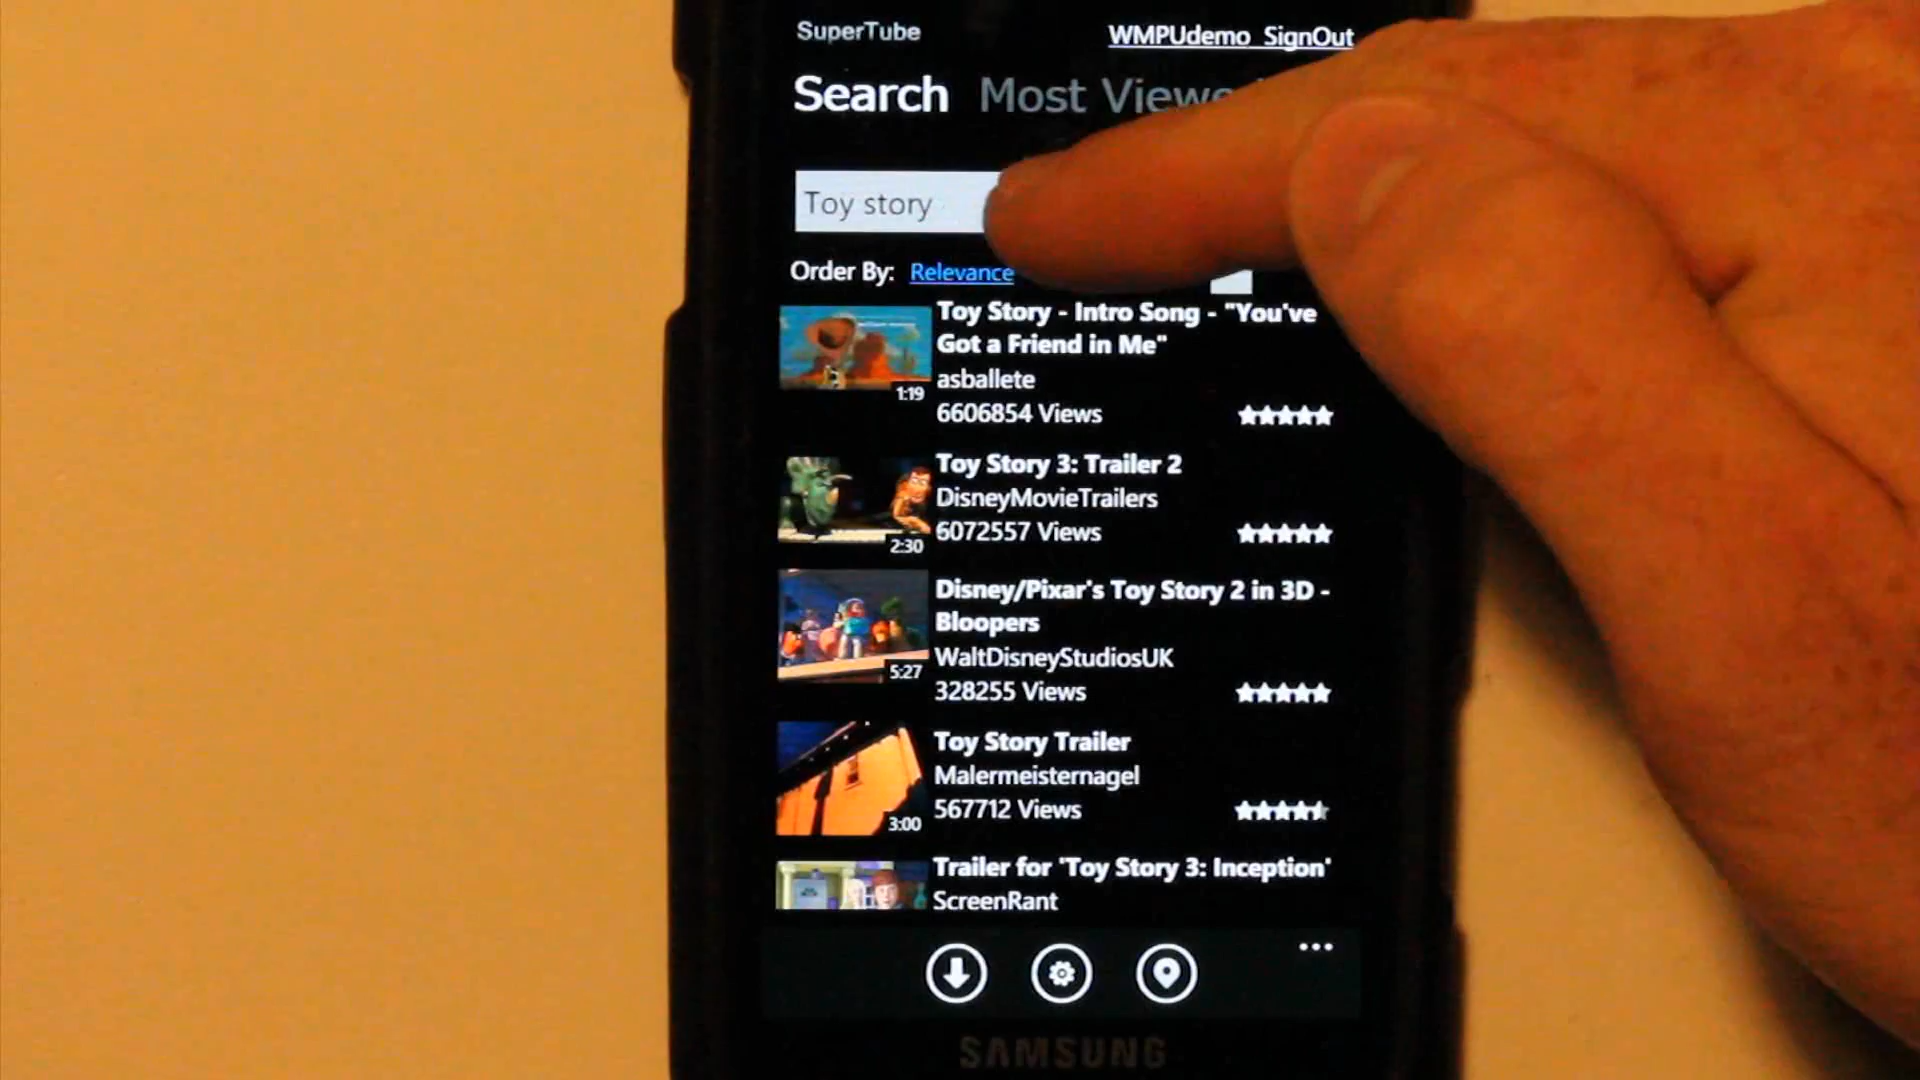 SuperTube
WMPUdemo SignOut
Search Most Viewe
Toy story
Order By: Relevance
Toy Story - Intro Song - "You've
Got a Friend in Me"
asballete
1:19
6606854 Views
Toy Story 3: Trailer 2
DisneyMovieTrailers
6072557 Views
2:30
Disney/Pixar's Toy Story 2 in 3D -
Bloopers
WaltDisneyStudiosUK
5:27
328255 Views
Toy Story Trailer
Malermeisternagel
567712 Views
3:00
Trailer for 'Toy Story 3: Inception'
ScreenRant
SAMSUNG